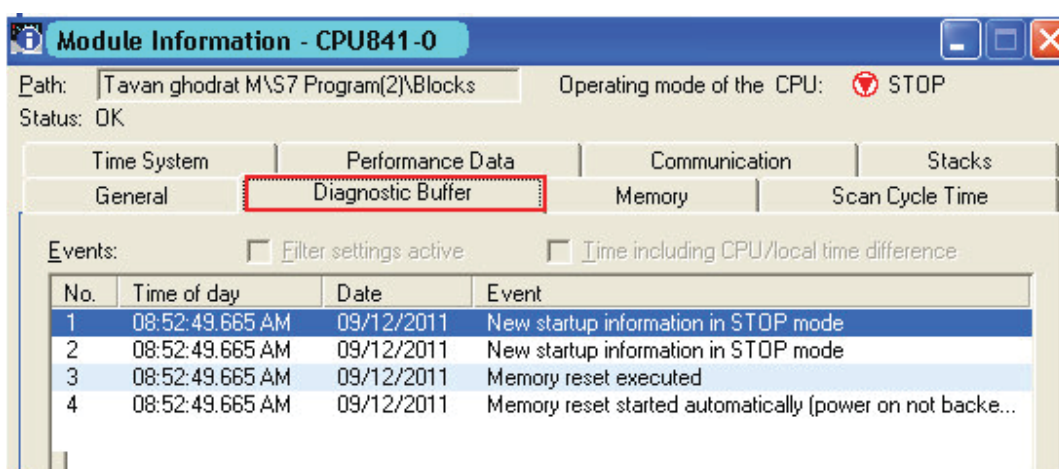 Module Information - CPU841-0
Path: Tavan ghodrat M\S7 Program(2)\Blocks Operating mode of the CPU: STOP
Status: OK
Time System Performance Data Communication Stacks
General Diagnostic Buffer Memory Scan Cycle Time
Events: Filter settings active Time including CPU/local time difference
No. Time of day Date Event
1 08:52:49.665 AM 09/12/2011 New startup information in STOP mode
2 08:52:49.665 AM 09/12/2011 New startup information in STOP mode
3 08:52:49.665 AM 09/12/2011 Memory reset executed
4 08:52:49.665 AM 09/12/2011 Memory reset started automatically (power on not backe...